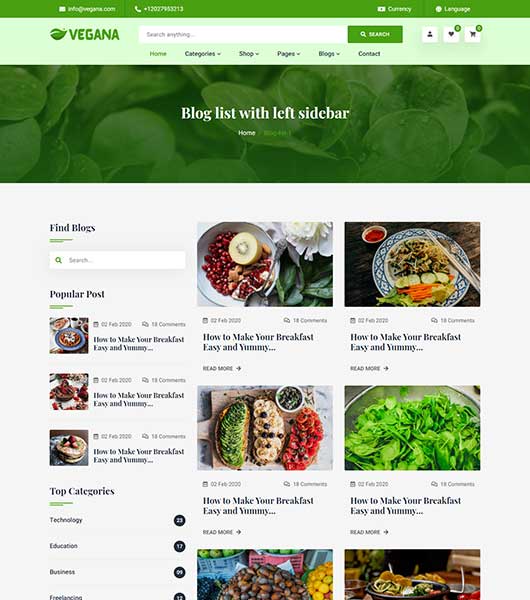 info@vegana.com
+12027953213
Currency
Language
VEGANA
Search anything...
SEARCH
0
0
Home
Categories
Shop
Pages
Blogs
Contact
Blog list with left sidebar
Home / Blog-list-1
Find Blogs
Search...
Popular Post
02 Feb 2020 18 Comments
How to Make Your Breakfast
Easy and Yummy...
02 Feb 2020 18 Comments
How to Make Your Breakfast
Easy and Yummy...
02 Feb 2020 18 Comments
How to Make Your Breakfast
Easy and Yummy...
Top Categories
Technology 23
Education 17
Business 09
Freelancing
02 Feb 2020 18 Comments
How to Make Your Breakfast
Easy and Yummy...
READ MORE
02 Feb 2020 18 Comments
How to Make Your Breakfast
Easy and Yummy...
READ MORE
02 Feb 2020 18 Comments
How to Make Your Breakfast
Easy and Yummy...
READ MORE
02 Feb 2020 18 Comments
How to Make Your Breakfast
Easy and Yummy...
READ MORE